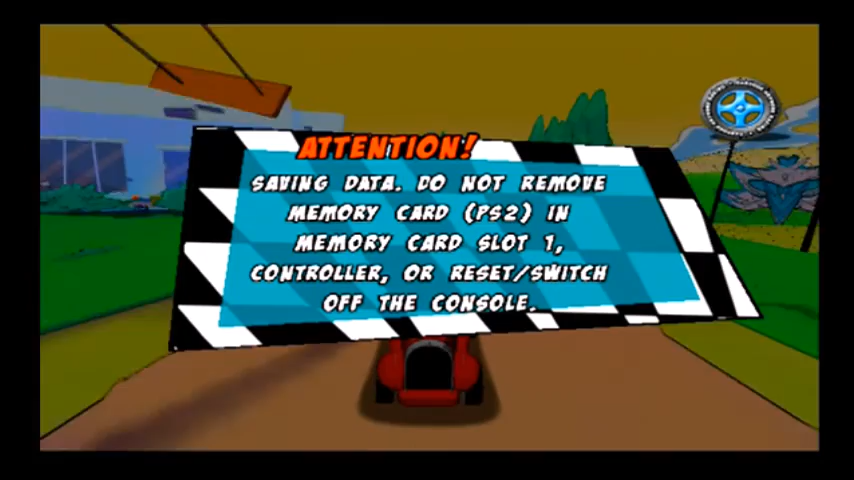 ATTENTION!
SAVING DATA. DO NOT REMOVE
MEMORY CARD (PS2) IN
MEMORY CARD SLOT 1,
CONTROLLER, OR RESET/SWITCH
OFF THE CONSOLE.